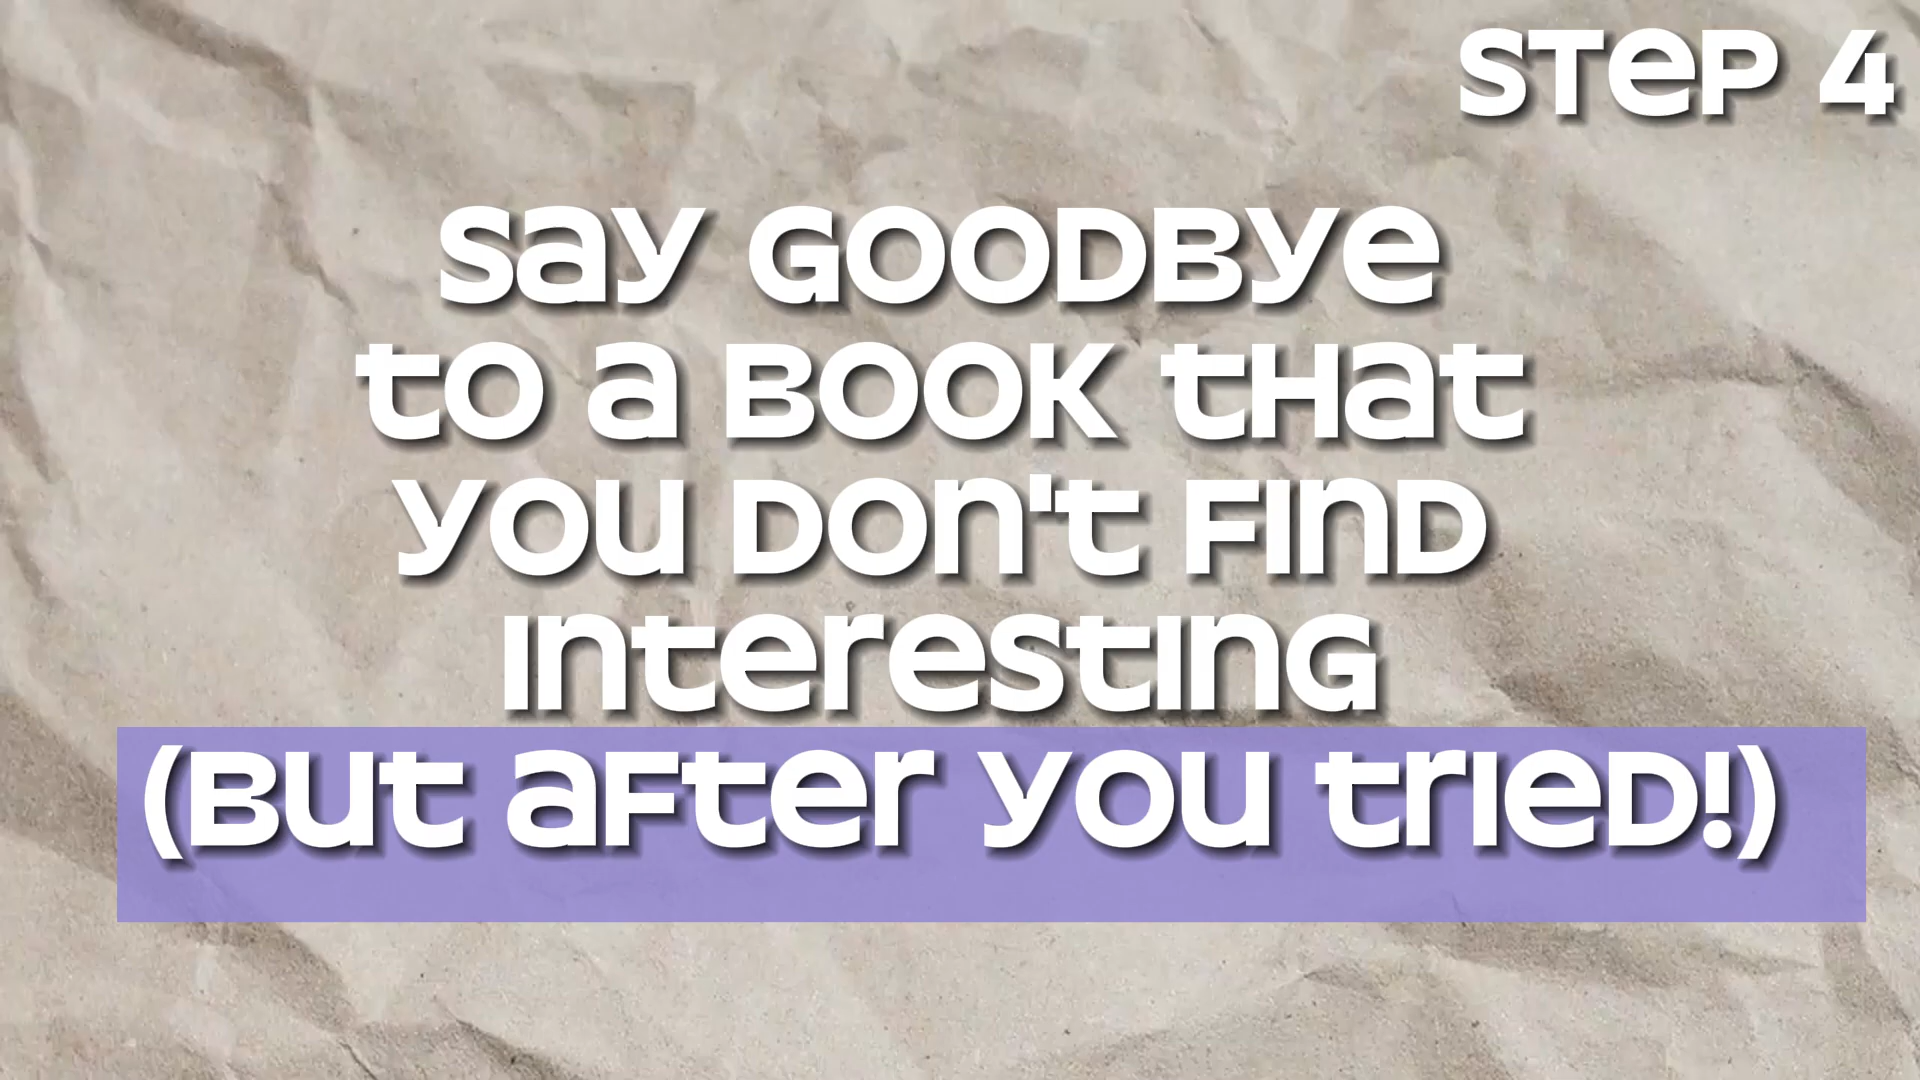 STEP 4
SAY GOODBYE
TO A BOOK THAT
YOU DON'T FIND
INTERESTING
(BUT AFTER YOU TRIED!)